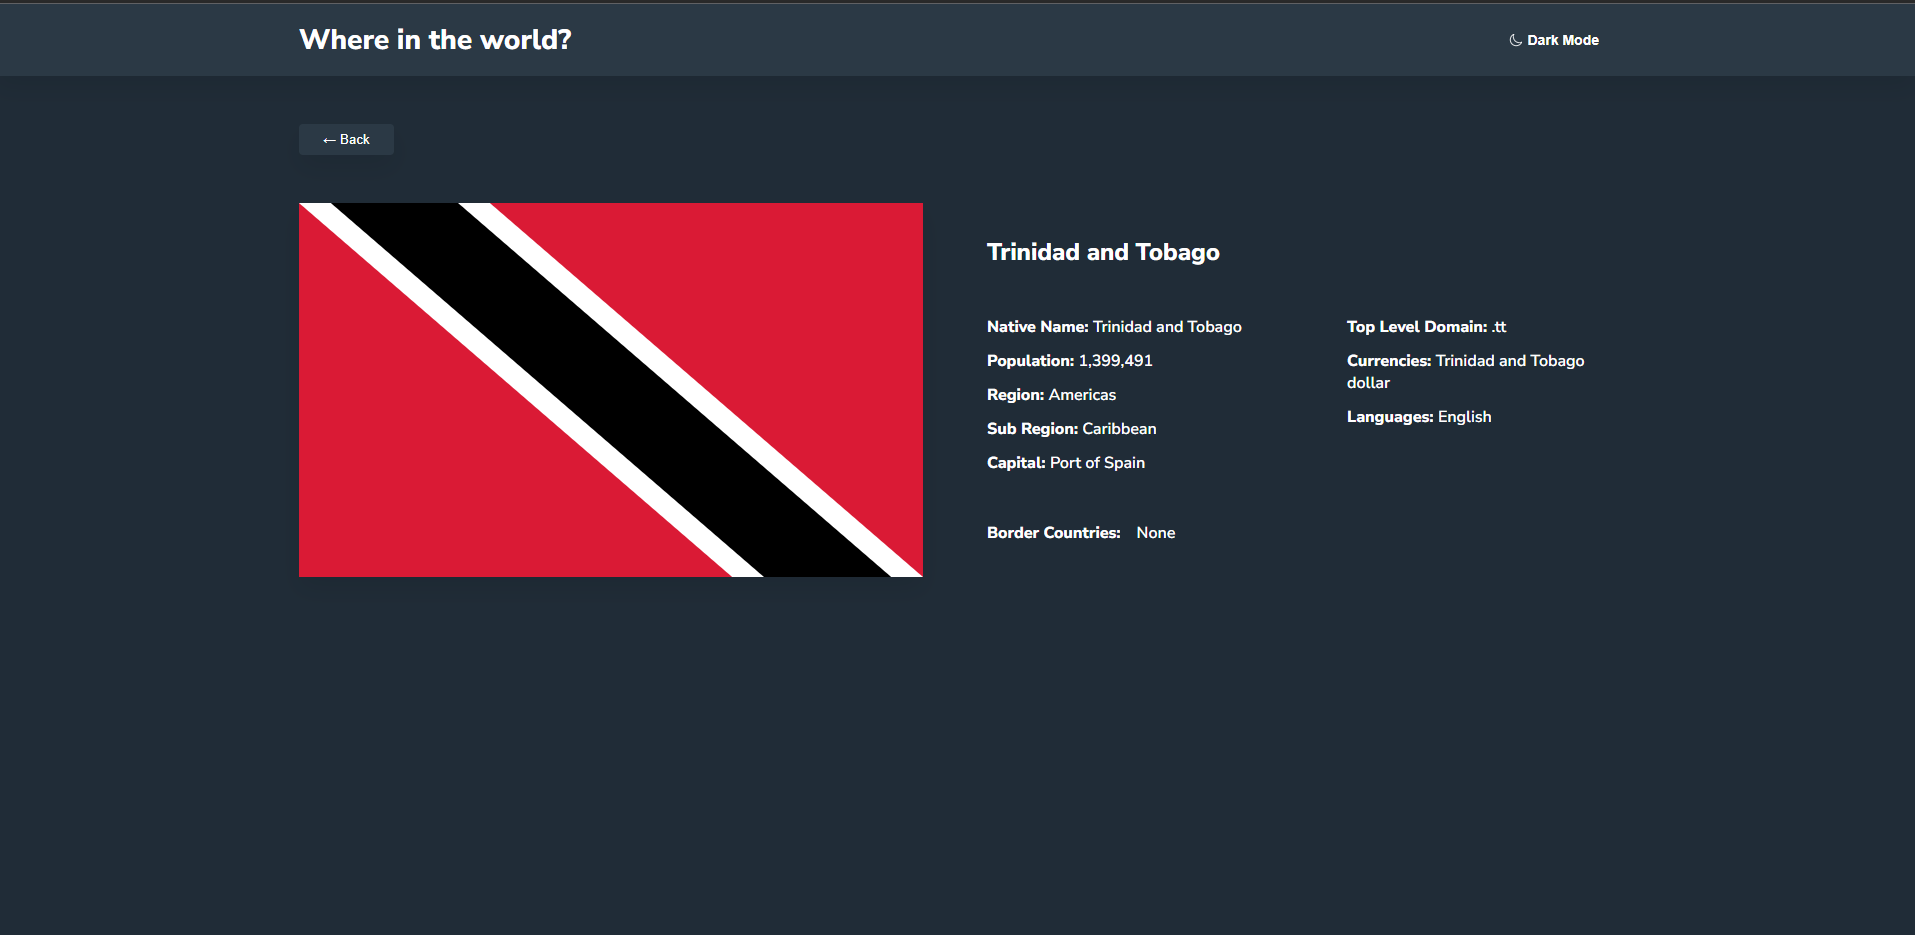 Where in the world?
Dark Mode
← Back
Trinidad and Tobago
Native Name: Trinidad and Tobago
Population: 1,399,491
Region: Americas
Sub Region: Caribbean
Capital: Port of Spain
Top Level Domain: .tt
Currencies: Trinidad and Tobago
dollar
Languages: English
Border Countries: None